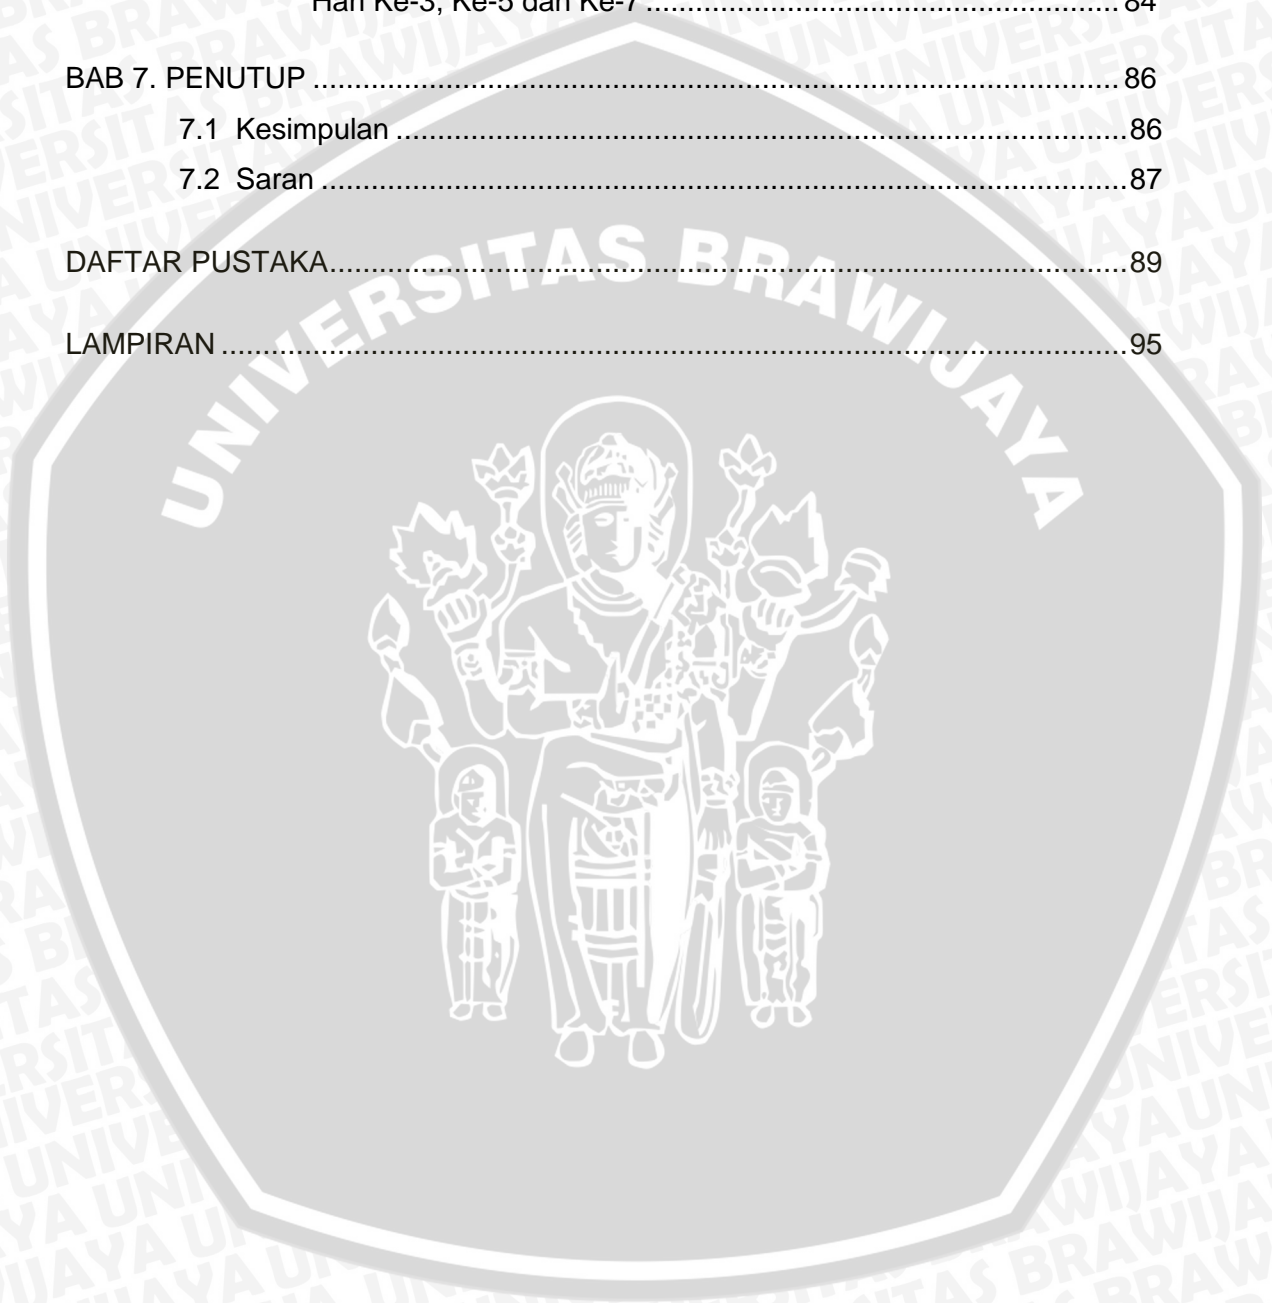 Hari Ke-3, Ke-5 dan Ke-7 ........................................................... 84
BAB 7. PENUTUP ..................................................................................................... 86
7.1 Kesimpulan ........................................................................................... 86
7.2 Saran ..................................................................................................... 87
DAFTAR PUSTAKA.................................................................................................... 89
LAMPIRAN ................................................................................................................. 95
UNIVERSITAS BRAWIJAYA